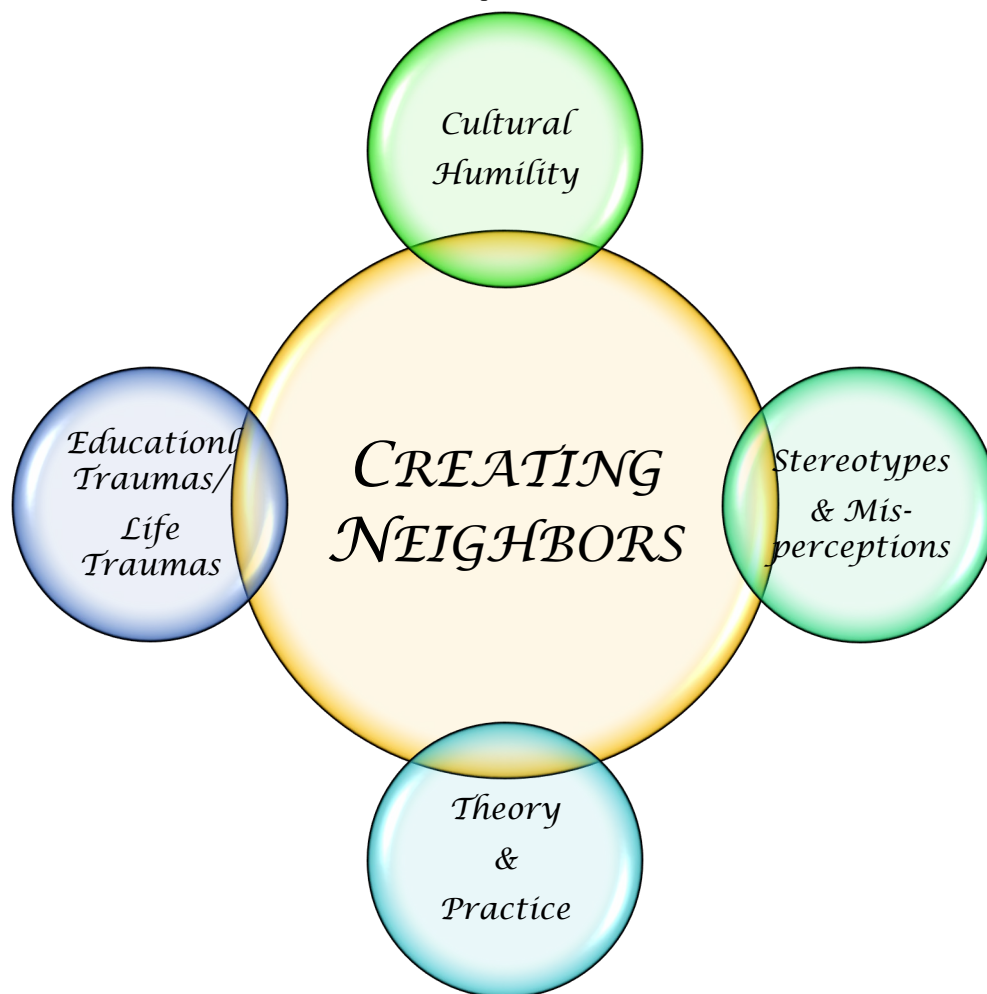 Cultural
Humility
Educationl
Traumas/
Life
Traumas
CREATING
NEIGHBORS
Stereotypes
& Mis-
perceptions
Theory
&
Practice